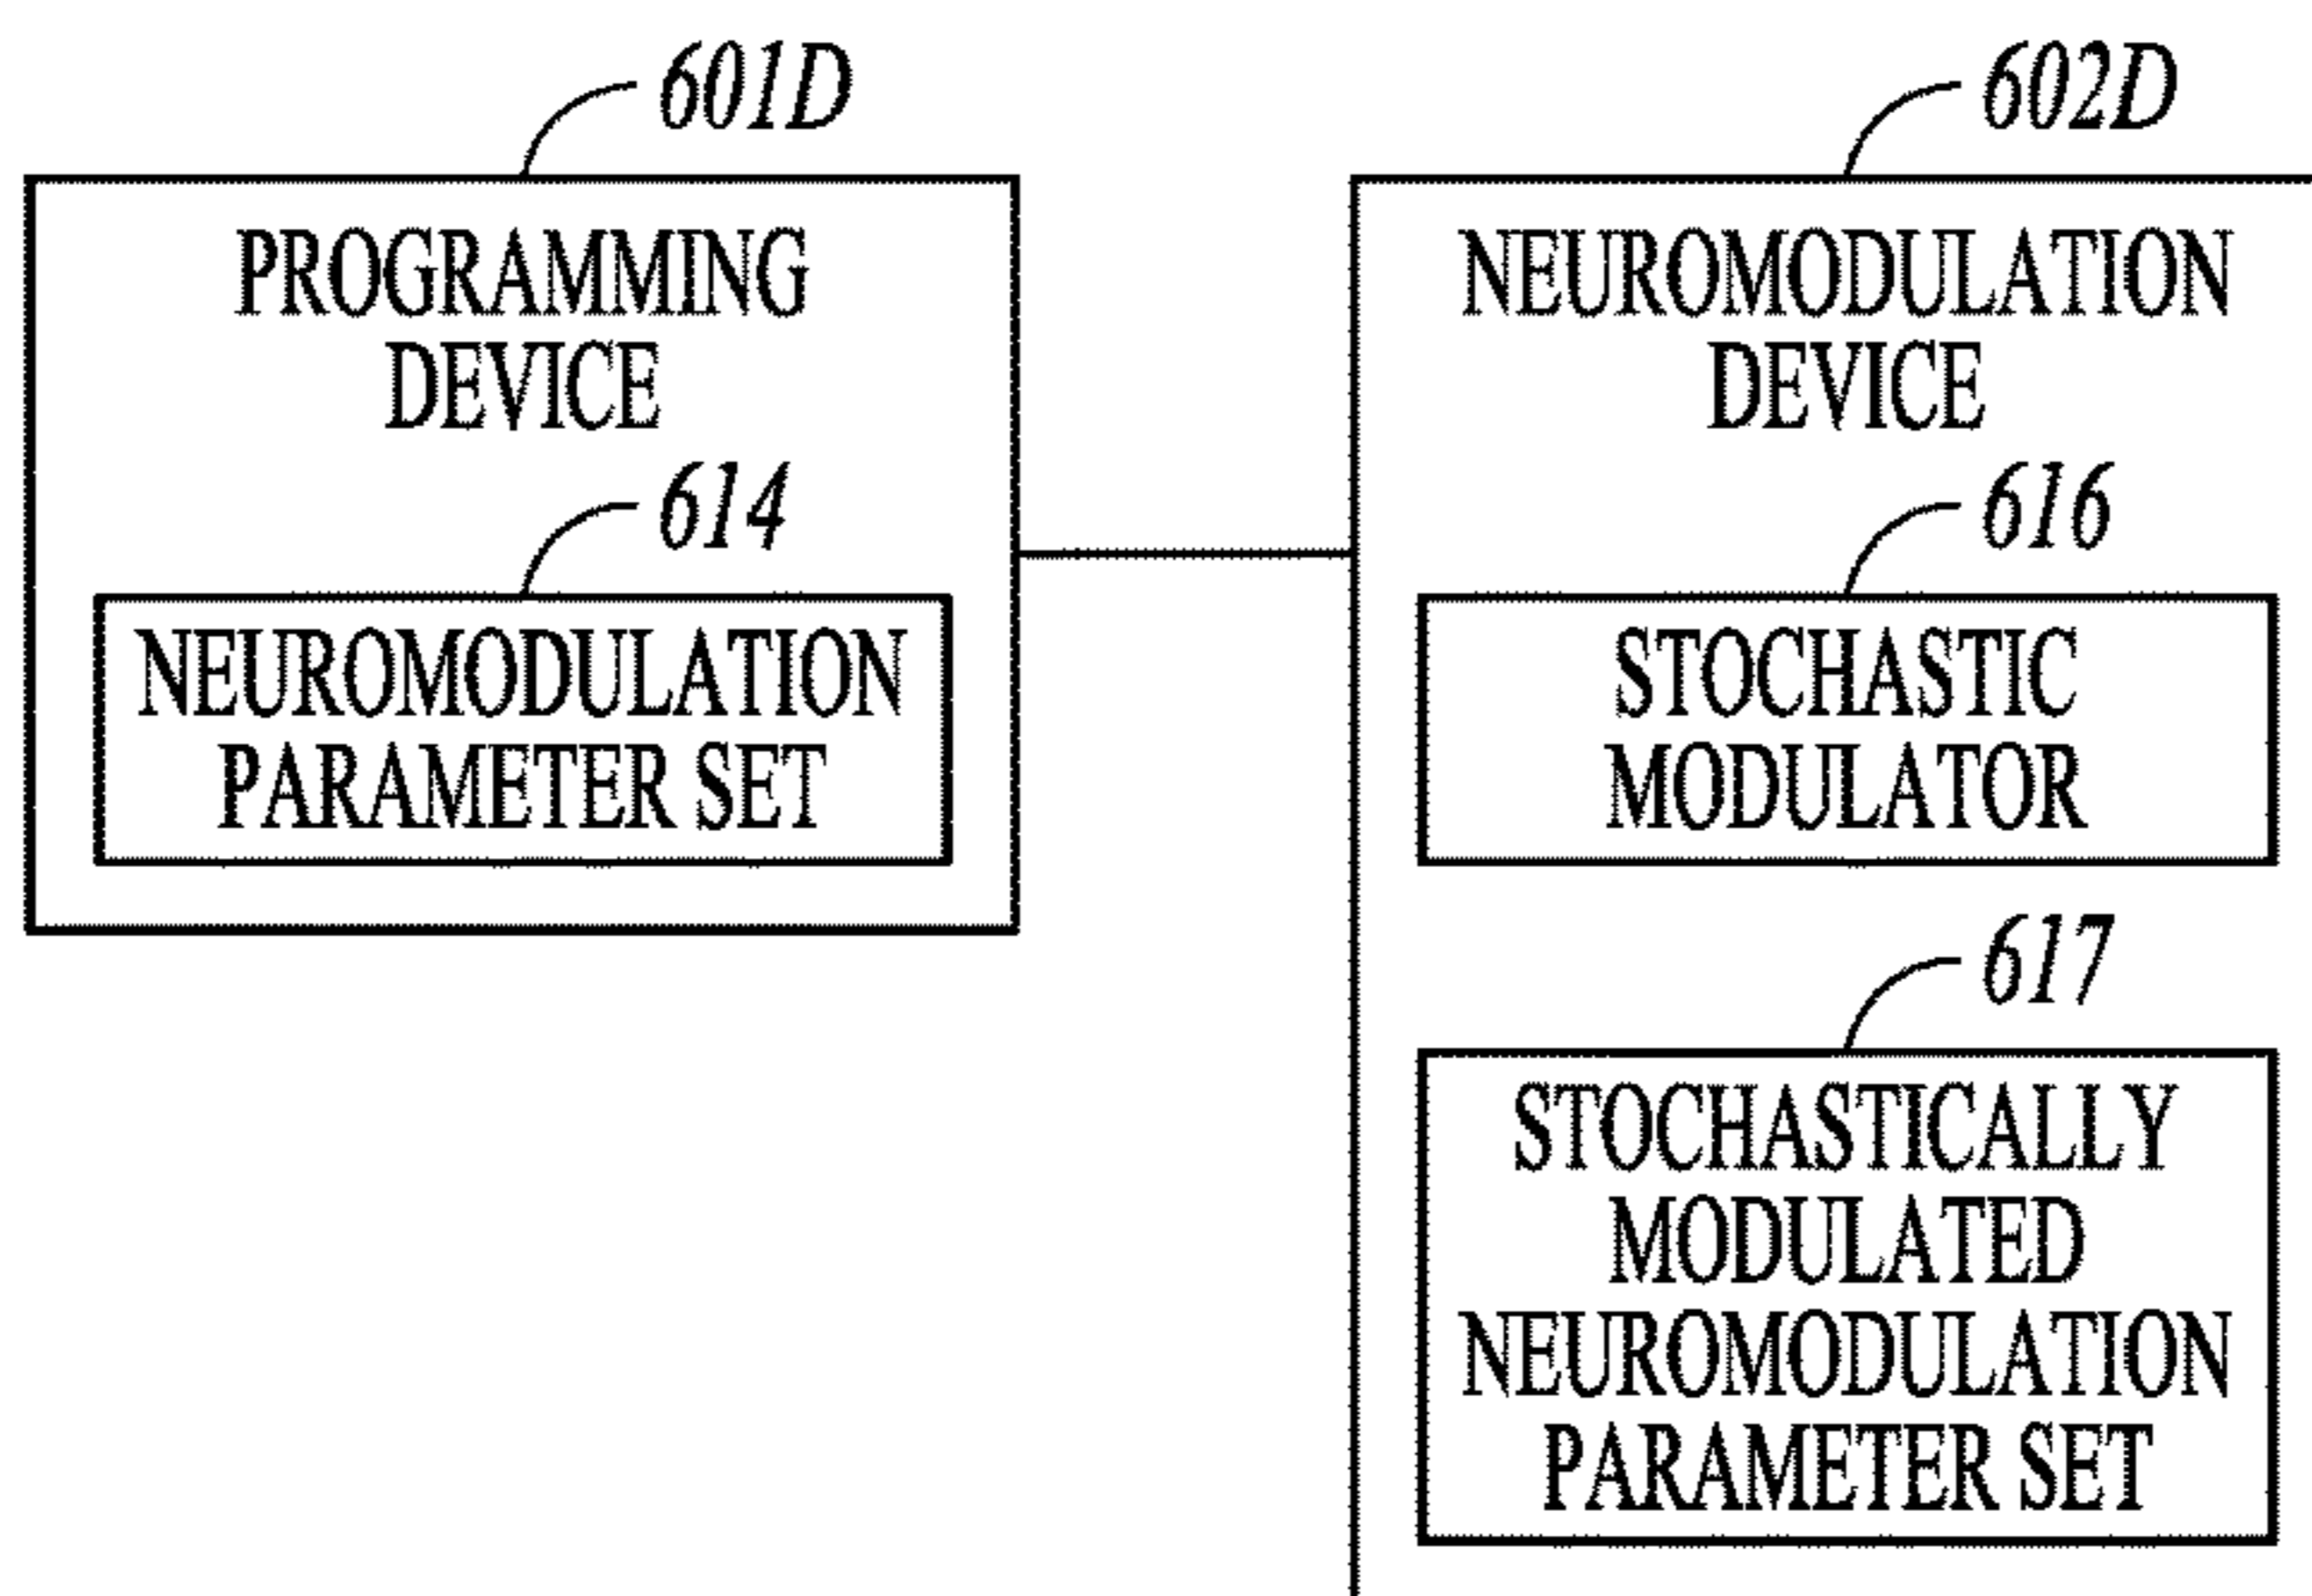 601D
PROGRAMMING
DEVICE
614
NEUROMODULATION
PARAMETER SET
602D
NEUROMODULATION
DEVICE
616
STOCHASTIC
MODULATOR
617
STOCHASTICALLY
MODULATED
NEUROMODULATION
PARAMETER SET